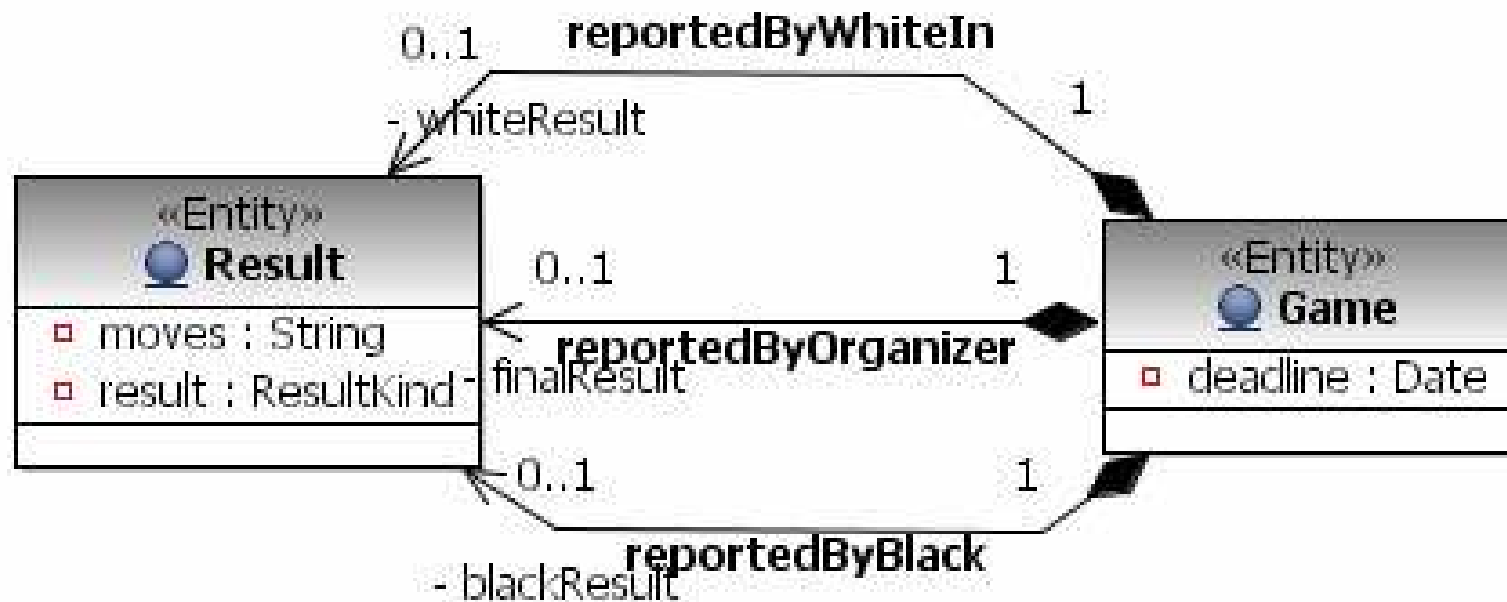 reportedByWhiteIn
0..1
1
- whiteResult
«Entity»
Result
moves : String
result : ResultKind
0..1
1
reportedByOrganizer
- finalResult
«Entity»
Game
deadline : Date
0..1
1
reportedByBlack
- blackResult